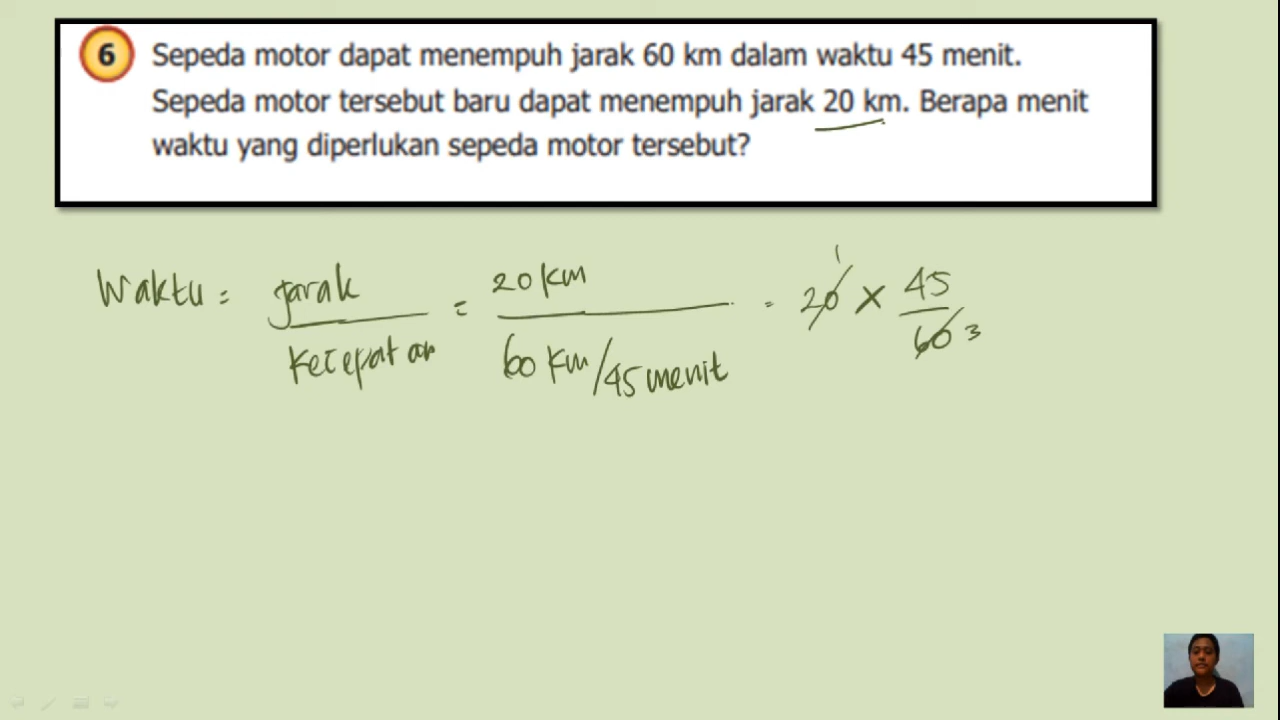 6 Sepeda motor dapat menempuh jarak 60 km dalam waktu 45 menit.
Sepeda motor tersebut baru dapat menempuh jarak 20 km. Berapa menit
waktu yang diperlukan sepeda motor tersebut?
Waktu = jarak / kecepatan = 20 km / 60 km/45 menit = 20 1 × 45 / 60 3